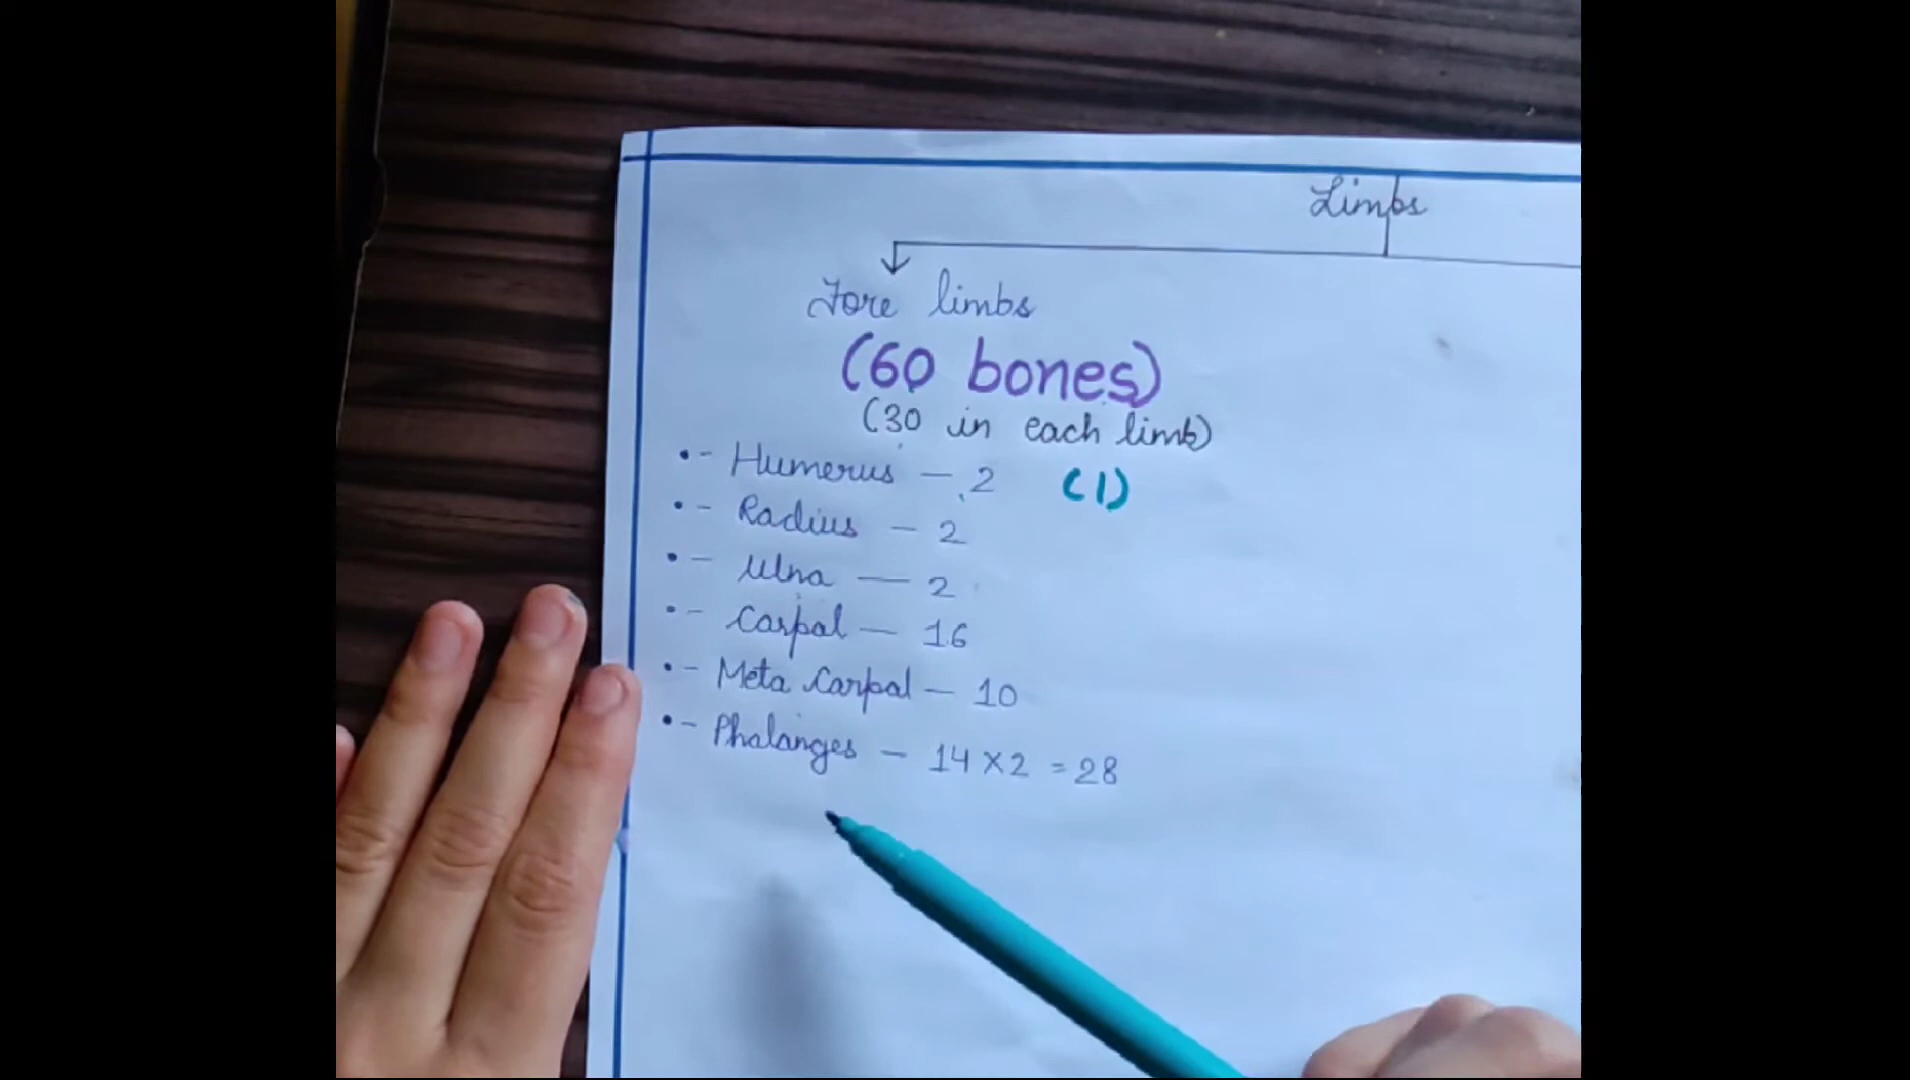 Limbs
Fore limbs
(60 bones)
(30 in each limb)
•- Humerus - 2 (1)
•- Radius - 2
•- Ulna — 2
•- Carpal — 16
•- Meta Carpal — 10
•- Phalanges - 14 x 2 = 28